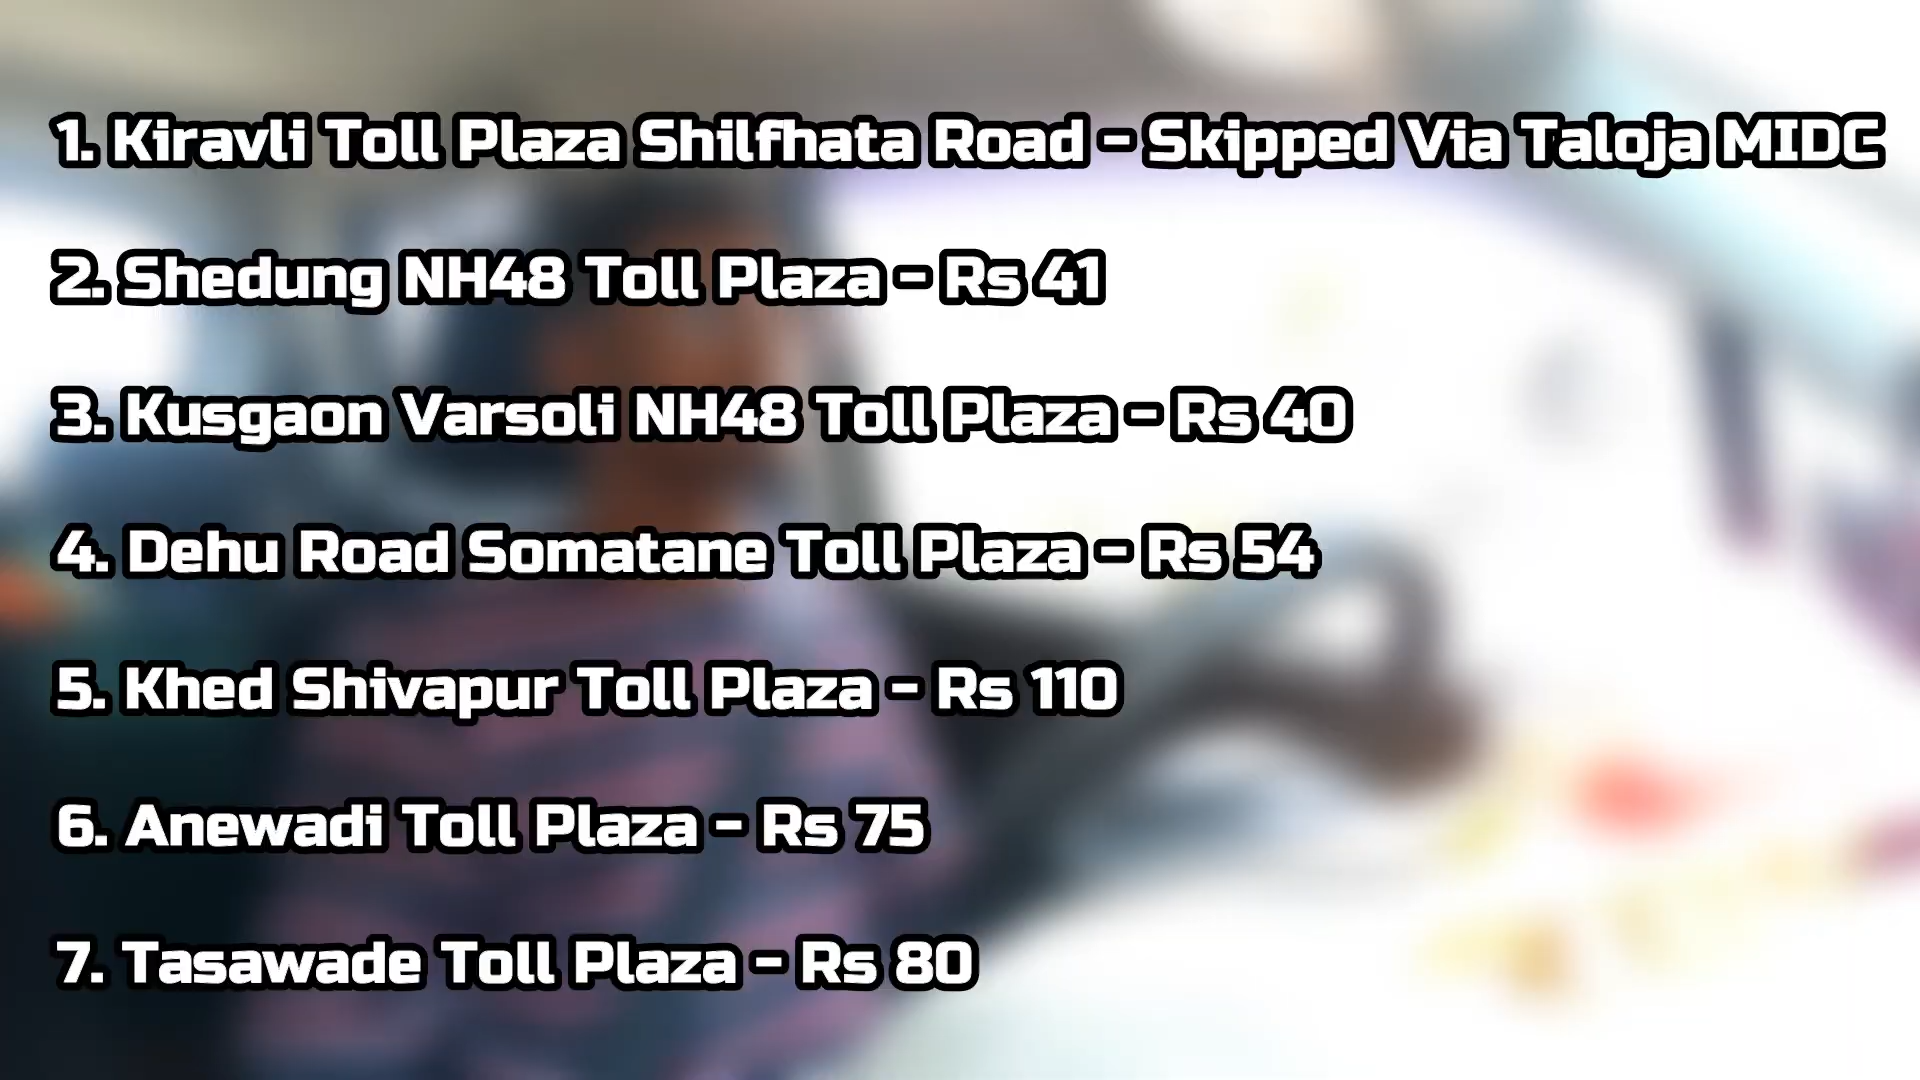 1. Kiravli Toll Plaza Shilfhata Road - Skipped Via Taloja MIDC
2. Shedung NH48 Toll Plaza - Rs 41
3. Kusgaon Varsoli NH48 Toll Plaza - Rs 40
4. Dehu Road Somatane Toll Plaza - Rs 54
5. Khed Shivapur Toll Plaza - Rs 110
6. Anewadi Toll Plaza - Rs 75
7. Tasawade Toll Plaza - Rs 80